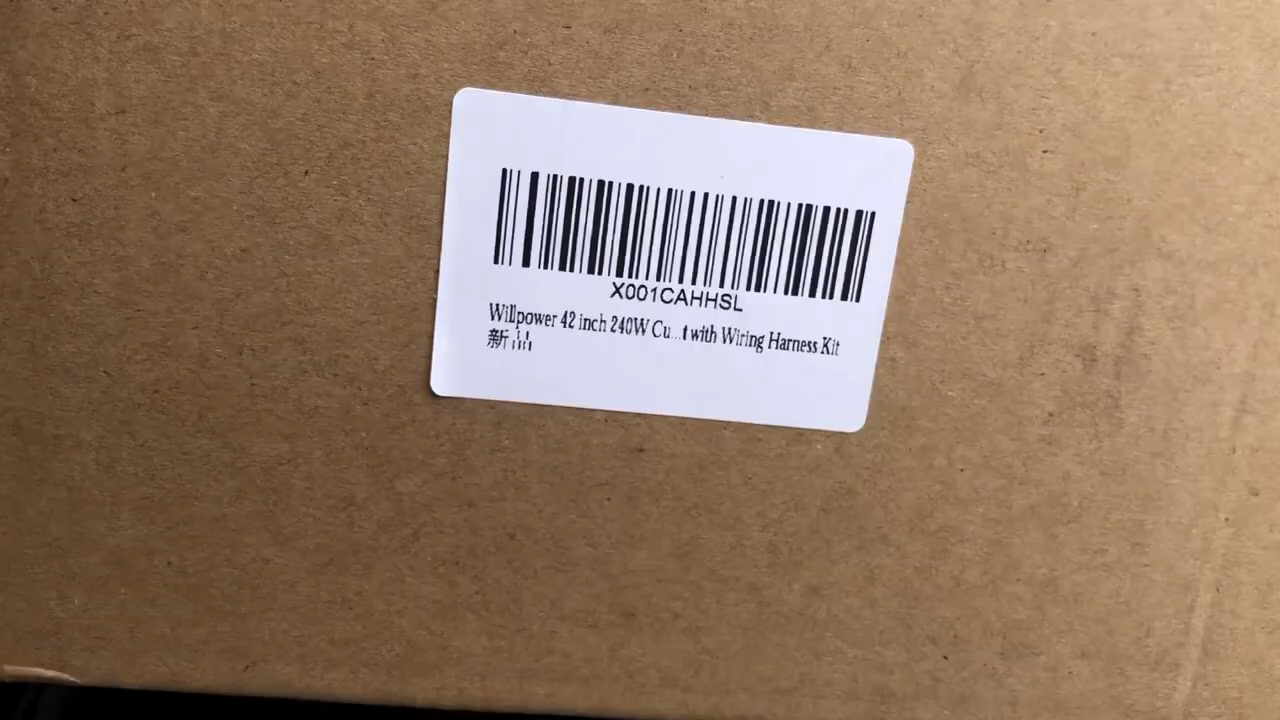 X001CAHHSL
Willpower 42 inch 240W Cu...t with Wiring Harness Kit
新品